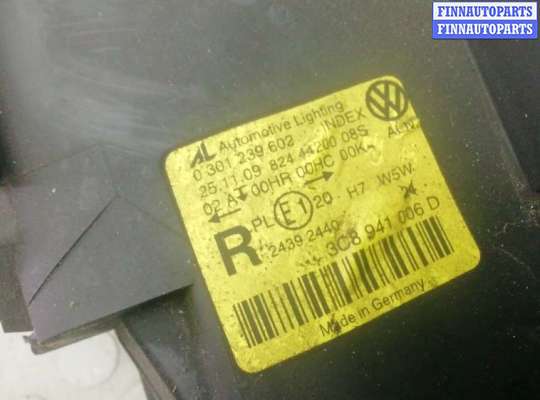 FINNAUTOPARTS
FINNAUTOPARTS
AL Automotive Lighting
0 301 239 602 INDEX
25.11.09 824 44200 08S
02 A 00HR 00HC 00K
PL E1 20 H7 W5W
R 2439 2440
3C8 941 006 D
Made in Germany